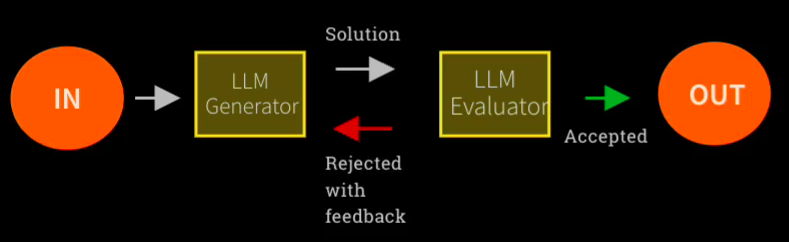 IN
LLM
Generator
Solution
Rejected
with
feedback
LLM
Evaluator
Accepted
OUT